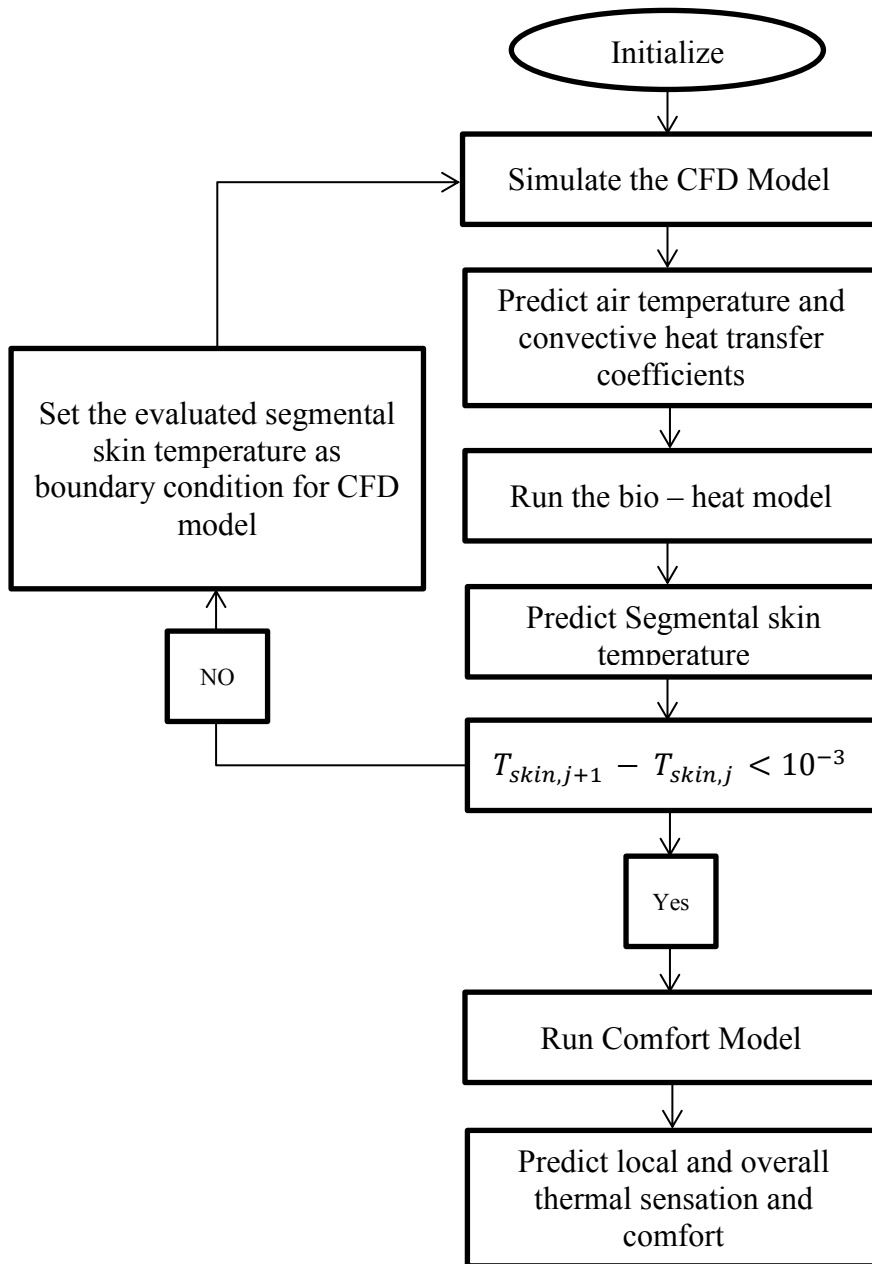 Initialize
Simulate the CFD Model
Predict air temperature and
convective heat transfer
coefficients
Set the evaluated segmental
skin temperature as
boundary condition for CFD
model
Run the bio – heat model
Predict Segmental skin
temperature
NO
T_{skin,j+1} − T_{skin,j} < 10^{−3}
Yes
Run Comfort Model
Predict local and overall
thermal sensation and
comfort